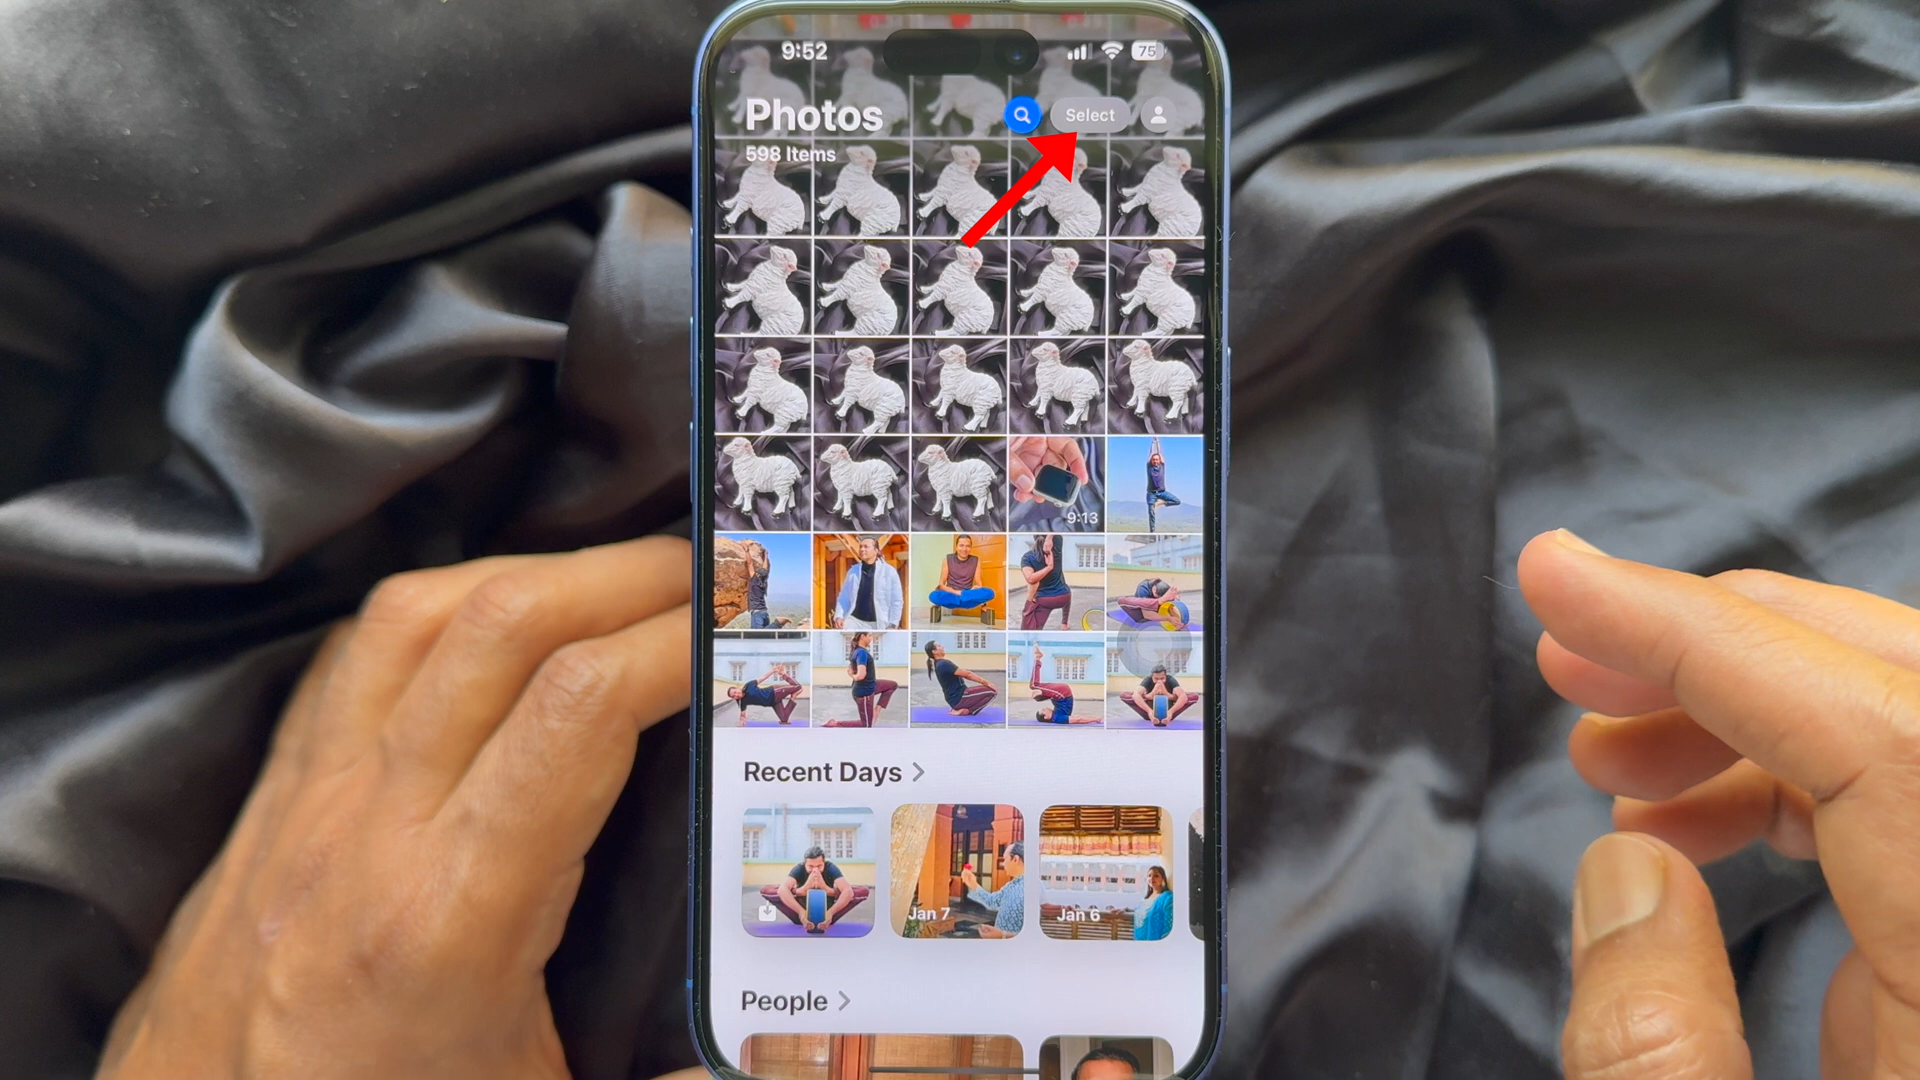 9:52
75
Photos
Select
598 Items
9:13
Recent Days
Jan 7
Jan 6
People